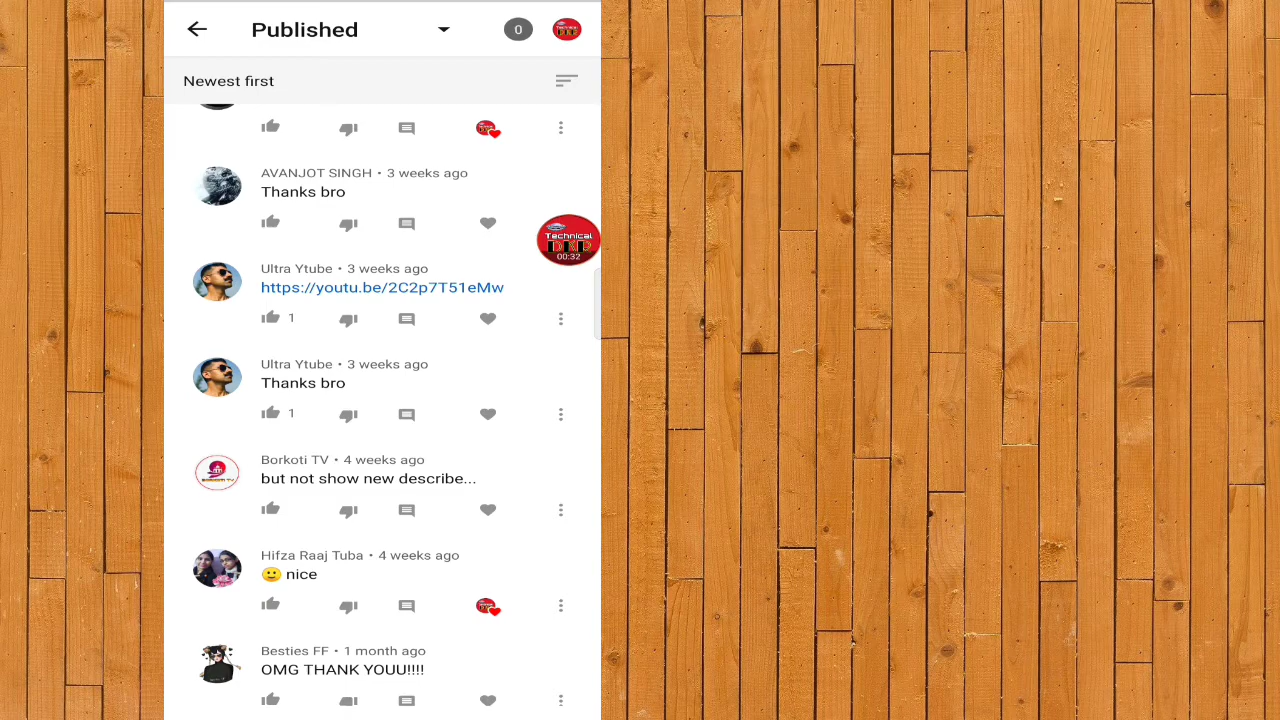 Published
0
Newest first
AVANJOT SINGH • 3 weeks ago
Thanks bro
Technical
DKD
00:32
Ultra Ytube • 3 weeks ago
https://youtu.be/2C2p7T51eMw
1
Ultra Ytube • 3 weeks ago
Thanks bro
1
Borkoti TV • 4 weeks ago
but not show new describe...
Hifza Raaj Tuba • 4 weeks ago
🙂 nice
Besties FF • 1 month ago
OMG THANK YOUU!!!!